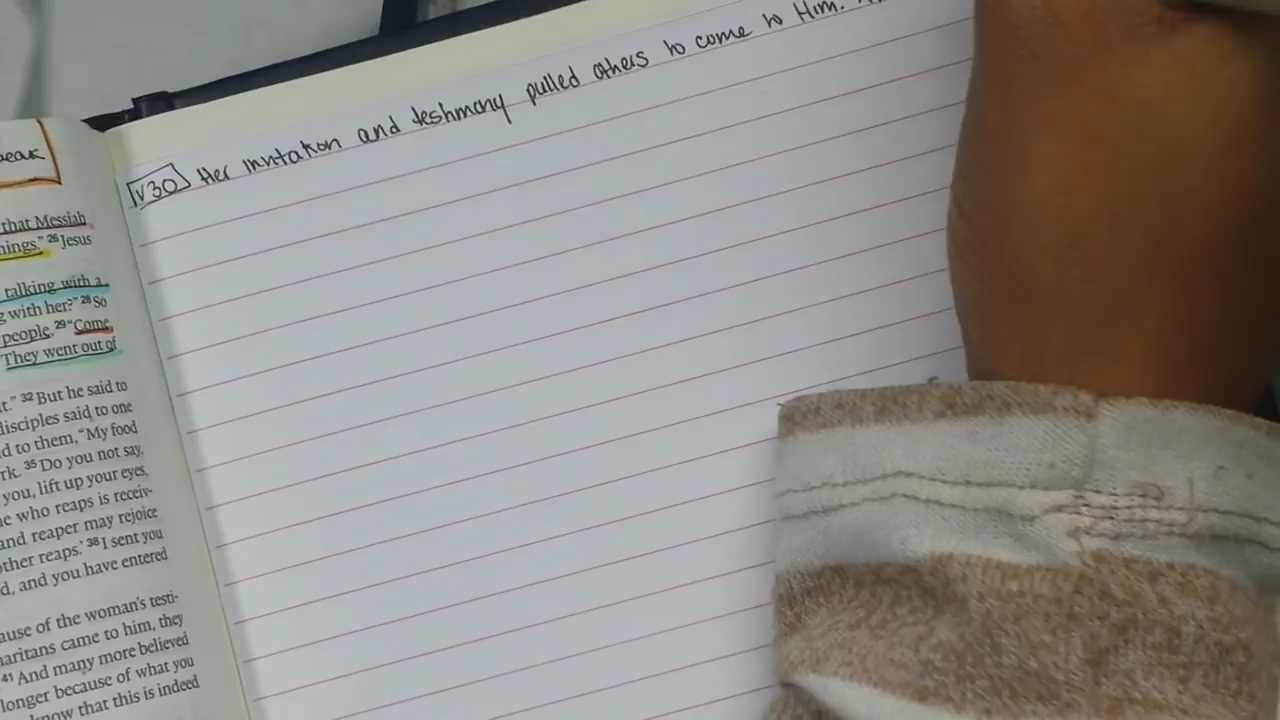 V30 Her invitation and testimony pulled others to come to Him.
peak
that Messiah
hings.” 26 Jesus
talking with a
g with her?” 28 So
people, 29 “Come,
They went out of
t.” 32 But he said to
disciples said to one
d to them, “My food
rk. 35 Do you not say,
you, lift up your eyes,
e who reaps is receiv-
and reaper may rejoice
other reaps.’ 38 I sent you
d, and you have entered
ause of the woman’s testi-
maritans came to him, they
41 And many more believed
longer because of what you
know that this is indeed